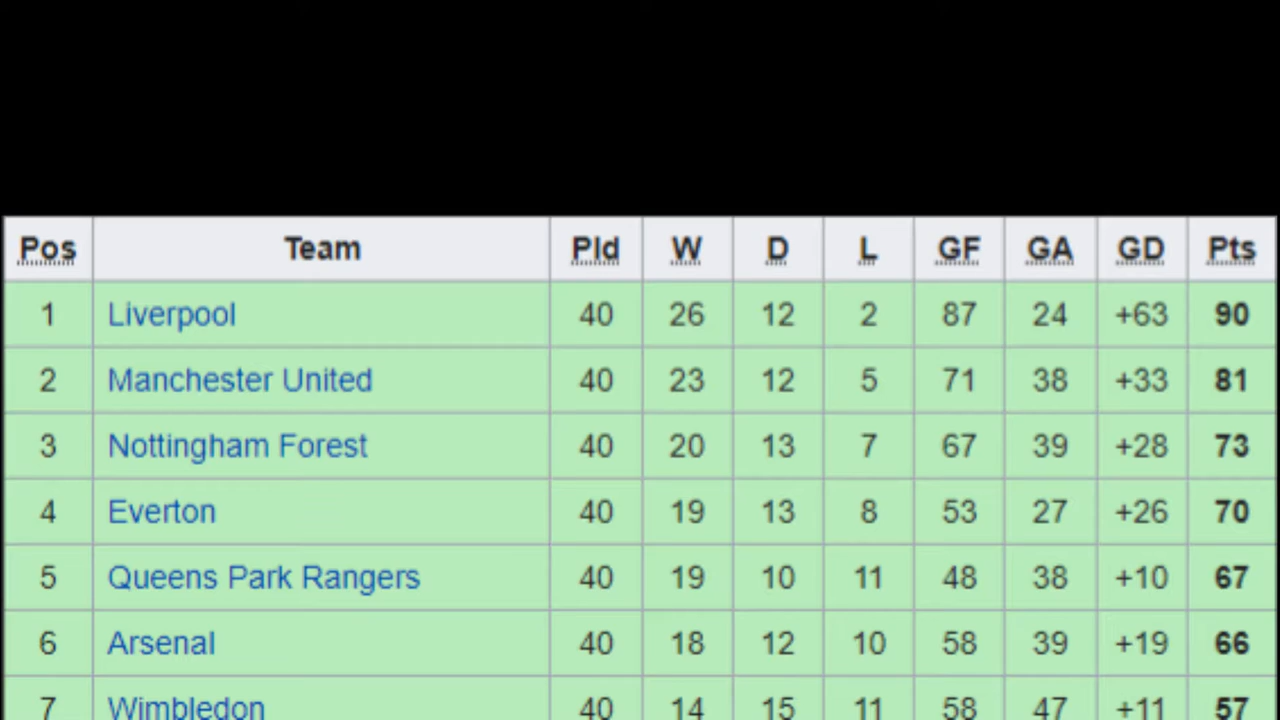 Pos Team Pld W D L GF GA GD Pts
1 Liverpool 40 26 12 2 87 24 +63 90
2 Manchester United 40 23 12 5 71 38 +33 81
3 Nottingham Forest 40 20 13 7 67 39 +28 73
4 Everton 40 19 13 8 53 27 +26 70
5 Queens Park Rangers 40 19 10 11 48 38 +10 67
6 Arsenal 40 18 12 10 58 39 +19 66
7 Wimbledon 40 14 15 11 58 47 +11 57